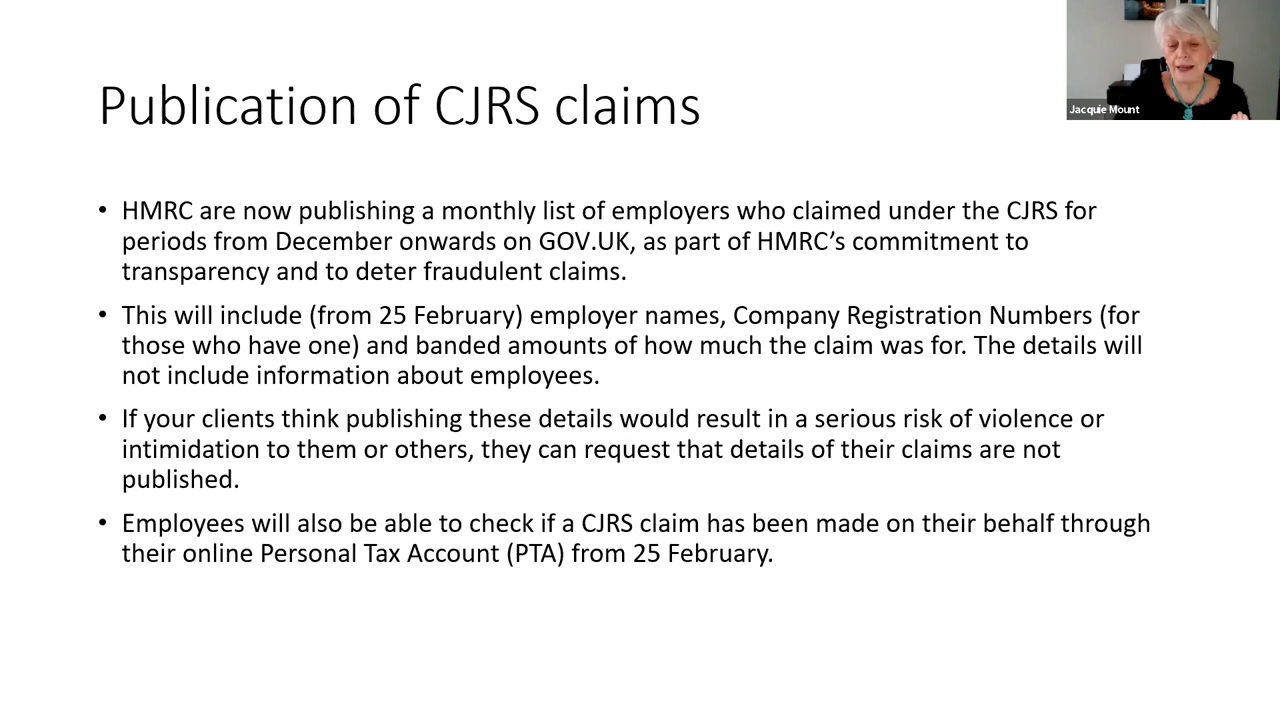 Publication of CJRS claims
Jacquie Mount
• HMRC are now publishing a monthly list of employers who claimed under the CJRS for
periods from December onwards on GOV.UK, as part of HMRC’s commitment to
transparency and to deter fraudulent claims.
• This will include (from 25 February) employer names, Company Registration Numbers (for
those who have one) and banded amounts of how much the claim was for. The details will
not include information about employees.
• If your clients think publishing these details would result in a serious risk of violence or
intimidation to them or others, they can request that details of their claims are not
published.
• Employees will also be able to check if a CJRS claim has been made on their behalf through
their online Personal Tax Account (PTA) from 25 February.